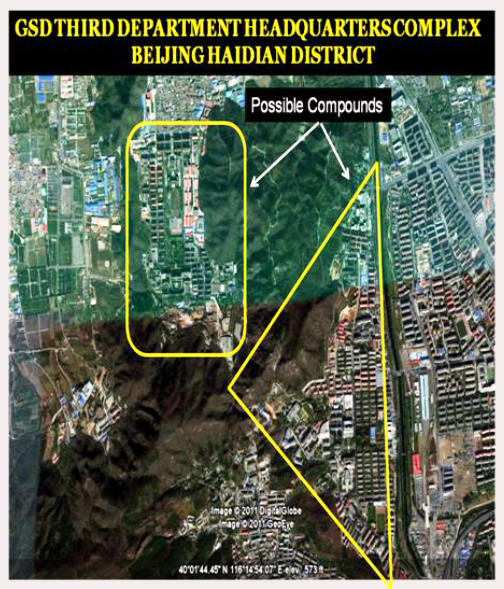 GSD THIRD DEPARTMENT HEADQUARTERS COMPLEX
BEIJING HAIDIAN DISTRICT
Possible Compounds
Image © 2011 DigitalGlobe
Image © 2011 GeoEye
40°01'44.45" N 116°14'54.07" E elev 573 ft